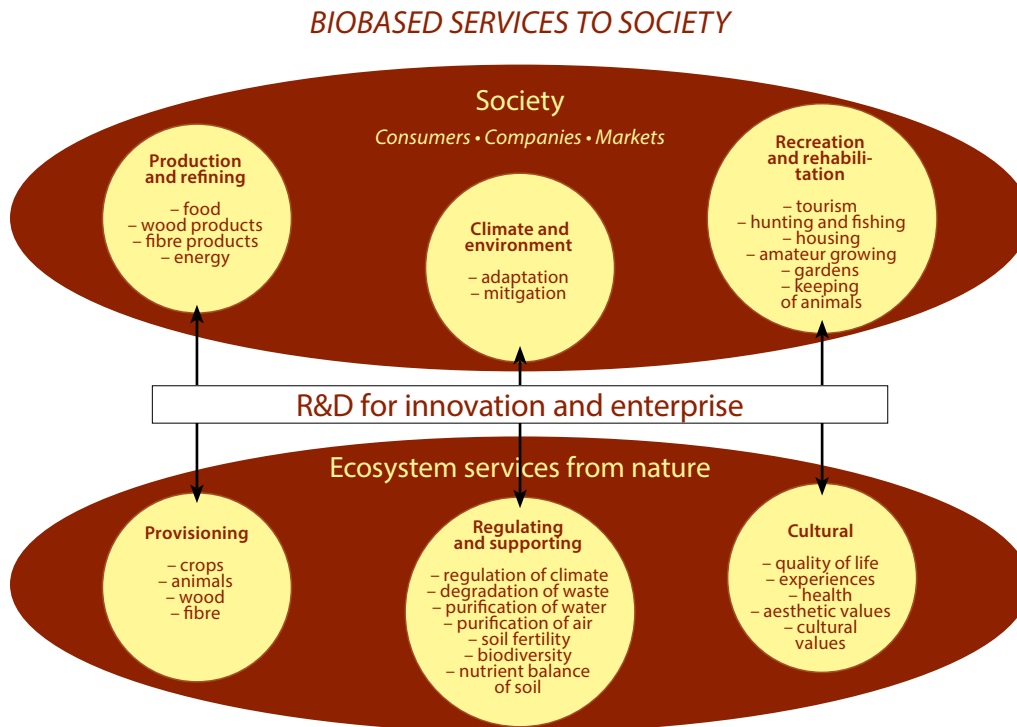 BIOBASED SERVICES TO SOCIETY
Society
Consumers • Companies • Markets
Production
and refining
– food
– wood products
– fibre products
– energy
Climate and
environment
– adaptation
– mitigation
Recreation
and rehabili-
tation
– tourism
– hunting and fishing
– housing
– amateur growing
– gardens
– keeping
of animals
R&D for innovation and enterprise
Ecosystem services from nature
Provisioning
– crops
– animals
– wood
– fibre
Regulating
and supporting
– regulation of climate
– degradation of waste
– purification of water
– purification of air
– soil fertility
– biodiversity
– nutrient balance
of soil
Cultural
– quality of life
– experiences
– health
– aesthetic values
– cultural
values